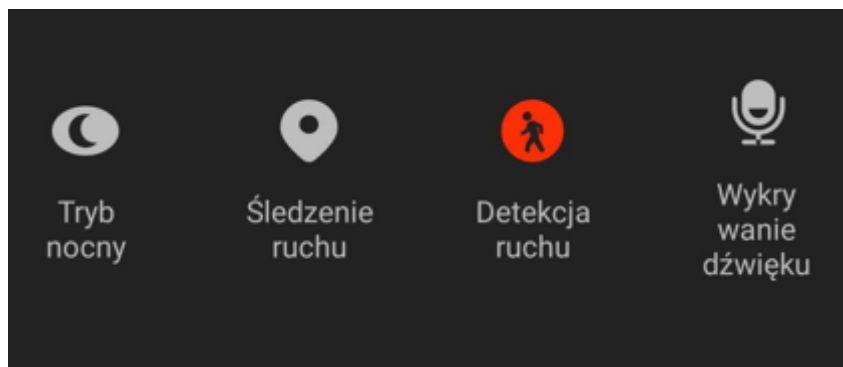 Tryb
nocny
Śledzenie
ruchu
Detekcja
ruchu
Wykry
wanie
dźwięku